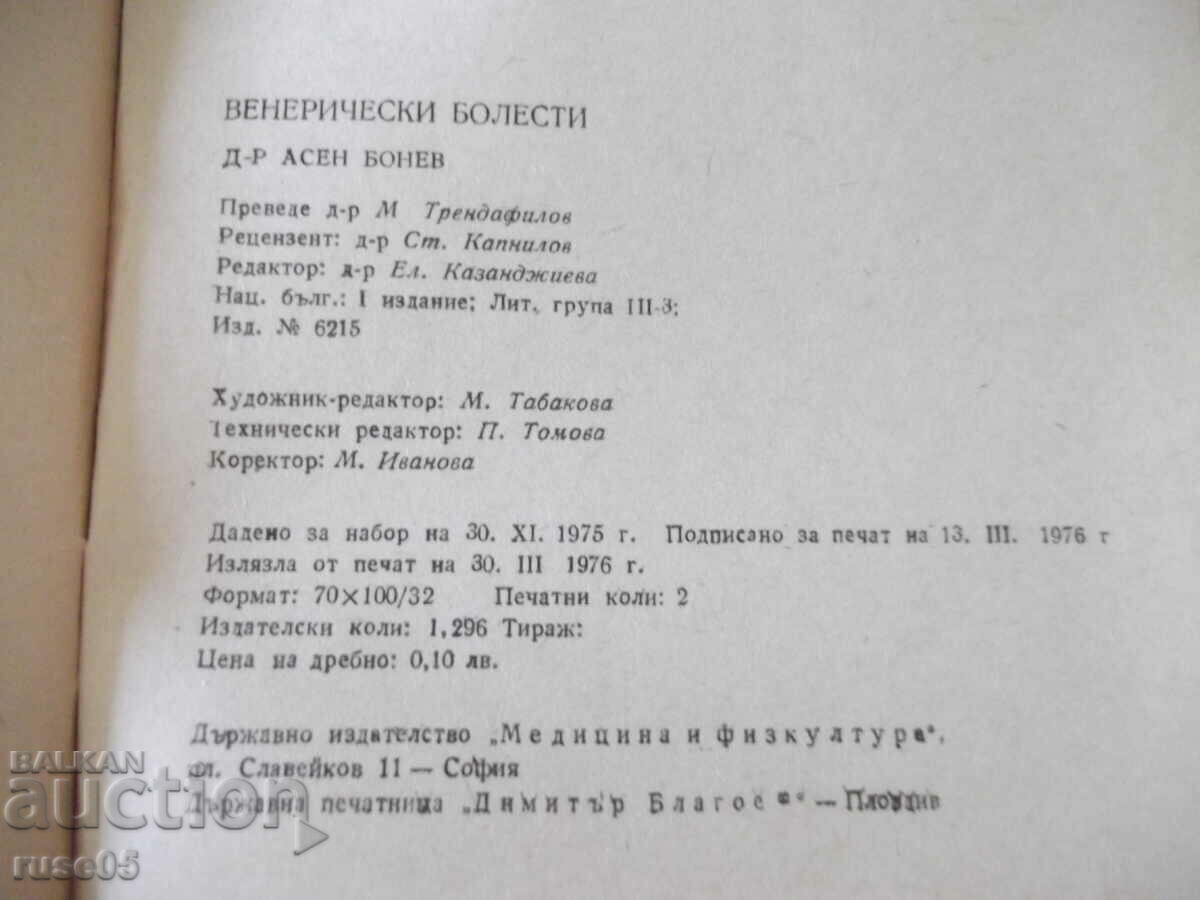 ВЕНЕРИЧЕСКИ БОЛЕСТИ
Д-Р АСЕН БОНЕВ
Преведе д-р М Трендафилов
Рецензент: д-р Ст. Капнилов
Редактор: д-р Ел. Казанджиева
Нац. бълг.: I издание; Лит. група III-3;
Изд. № 6215
Художник-редактор: М. Табакова
Технически редактор: П. Томова
Коректор: М. Иванова
Дадено за набор на 30. XI. 1975 г. Подписано за печат на 13. III. 1976 г
Излязла от печат на 30. III 1976 г.
Формат: 70×100/32 Печатни коли: 2
Издателски коли: 1,296 Тираж:
Цена на дребно: 0,10 лв.
Държавно издателство „Медицина и физкултура“,
пл. Славейков 11 — София
Държавна печатница „Димитър Благоев“ — Пловдив
BALKAN
auction
ruse05